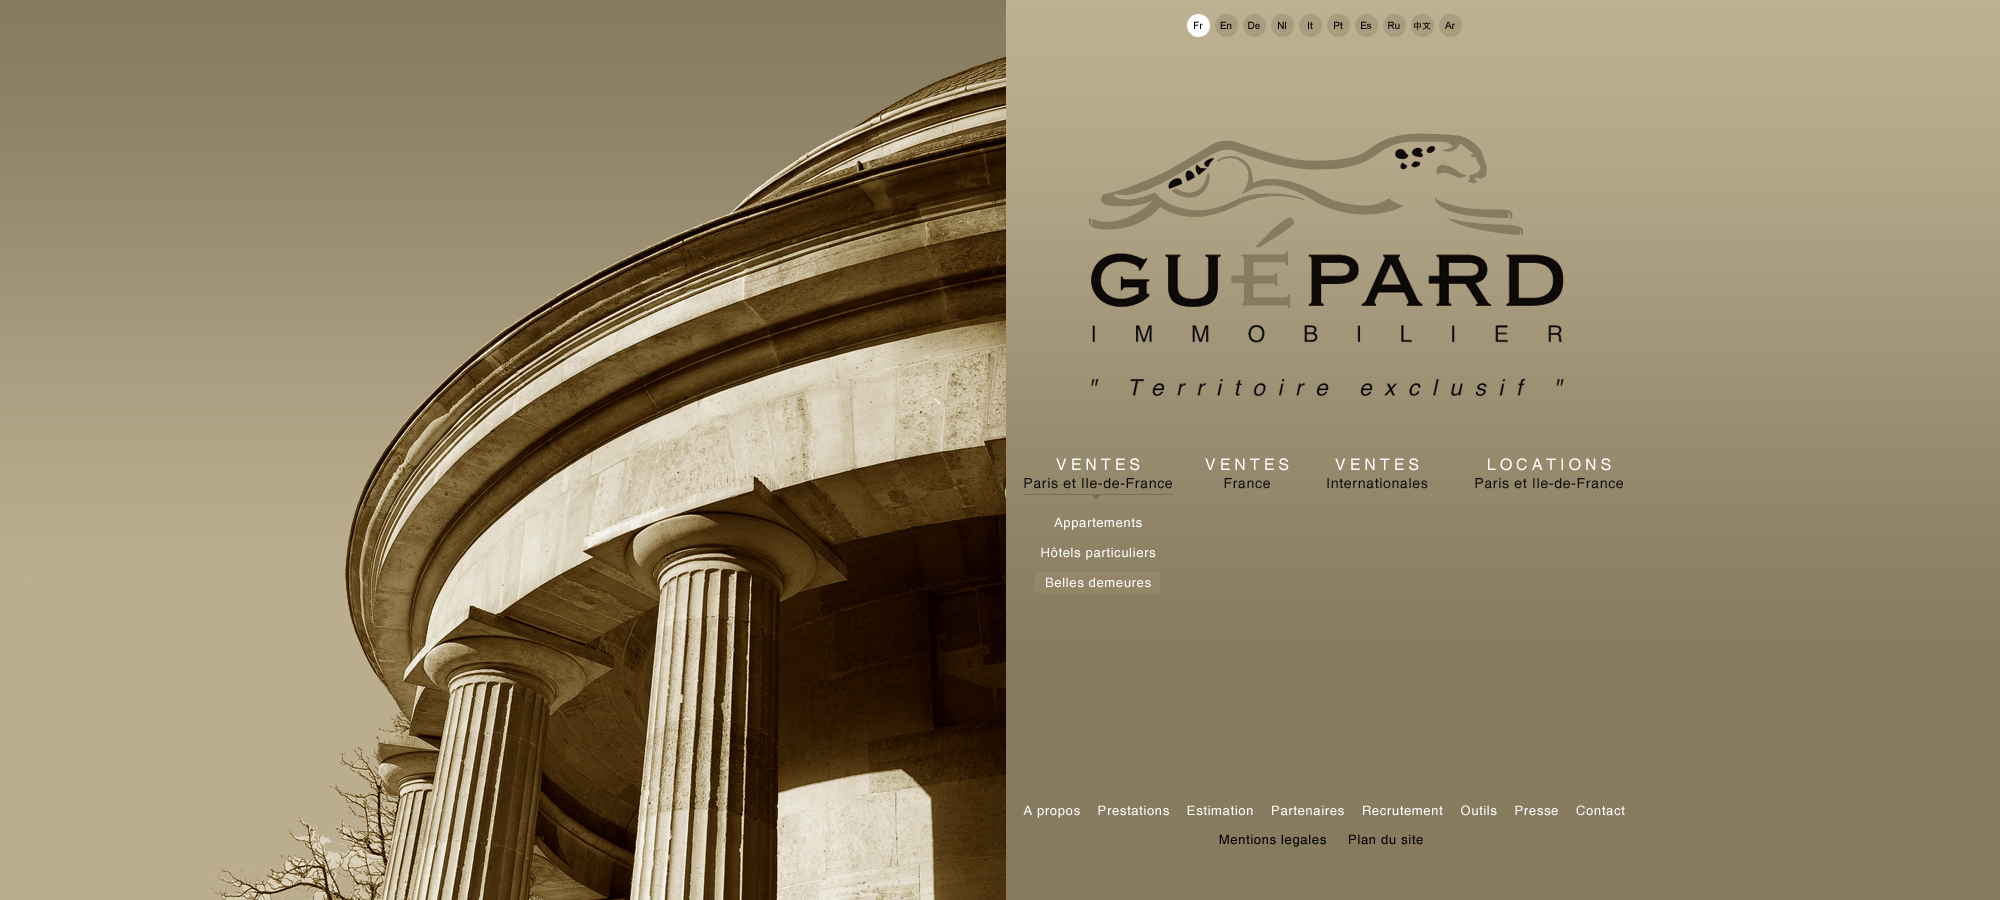 Fr En De Nl It Pt Es Ru 中文 Ar
GUÉPARD
IMMOBILIER
" Territoire exclusif "
VENTES
Paris et Ile-de-France
VENTES
France
VENTES
Internationales
LOCATIONS
Paris et Ile-de-France
Appartements
Hôtels particuliers
Belles demeures
A propos Prestations Estimation Partenaires Recrutement Outils Presse Contact
Mentions legales Plan du site